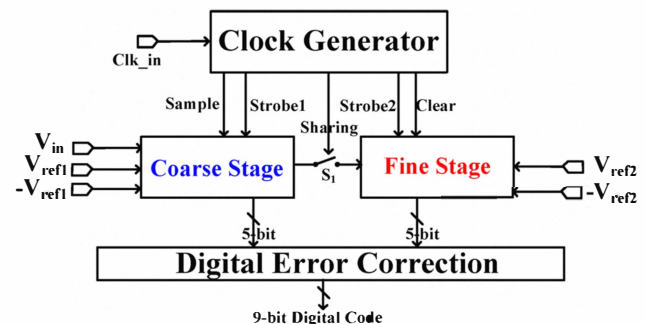 Clock Generator
Clk_in
Sample
Strobe1
Strobe2
Clear
Sharing
Vin
Vref1
-Vref1
Coarse Stage
S1
Fine Stage
Vref2
-Vref2
5-bit
5-bit
Digital Error Correction
9-bit Digital Code